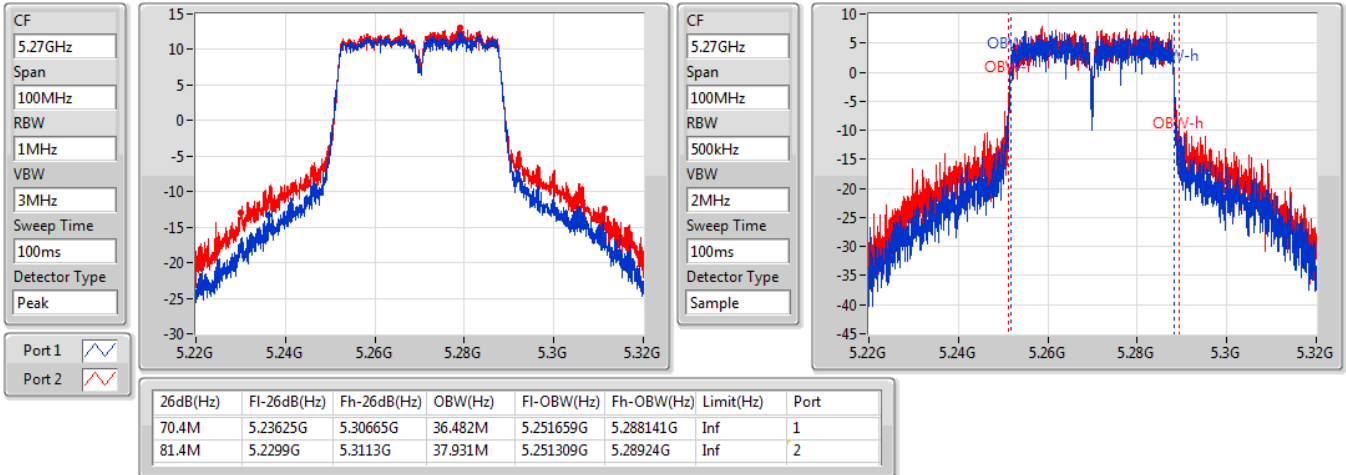 CF
5.27GHz
Span
100MHz
RBW
1MHz
VBW
3MHz
Sweep Time
100ms
Detector Type
Peak
Port 1
Port 2
15
10
5
0
-5
-10
-15
-20
-25
-30
5.22G 5.24G 5.26G 5.28G 5.3G 5.32G
CF
5.27GHz
Span
100MHz
RBW
500kHz
VBW
2MHz
Sweep Time
100ms
Detector Type
Sample
10
5
0
-5
-10
-15
-20
-25
-30
-35
-40
-45
OBW-h
5.22G 5.24G 5.26G 5.28G 5.3G 5.32G
26dB(Hz) Fl-26dB(Hz) Fh-26dB(Hz) OBW(Hz) Fl-OBW(Hz) Fh-OBW(Hz) Limit(Hz) Port
70.4M 5.23625G 5.30665G 36.482M 5.251659G 5.288141G Inf 1
81.4M 5.2299G 5.3113G 37.931M 5.251309G 5.28924G Inf 2